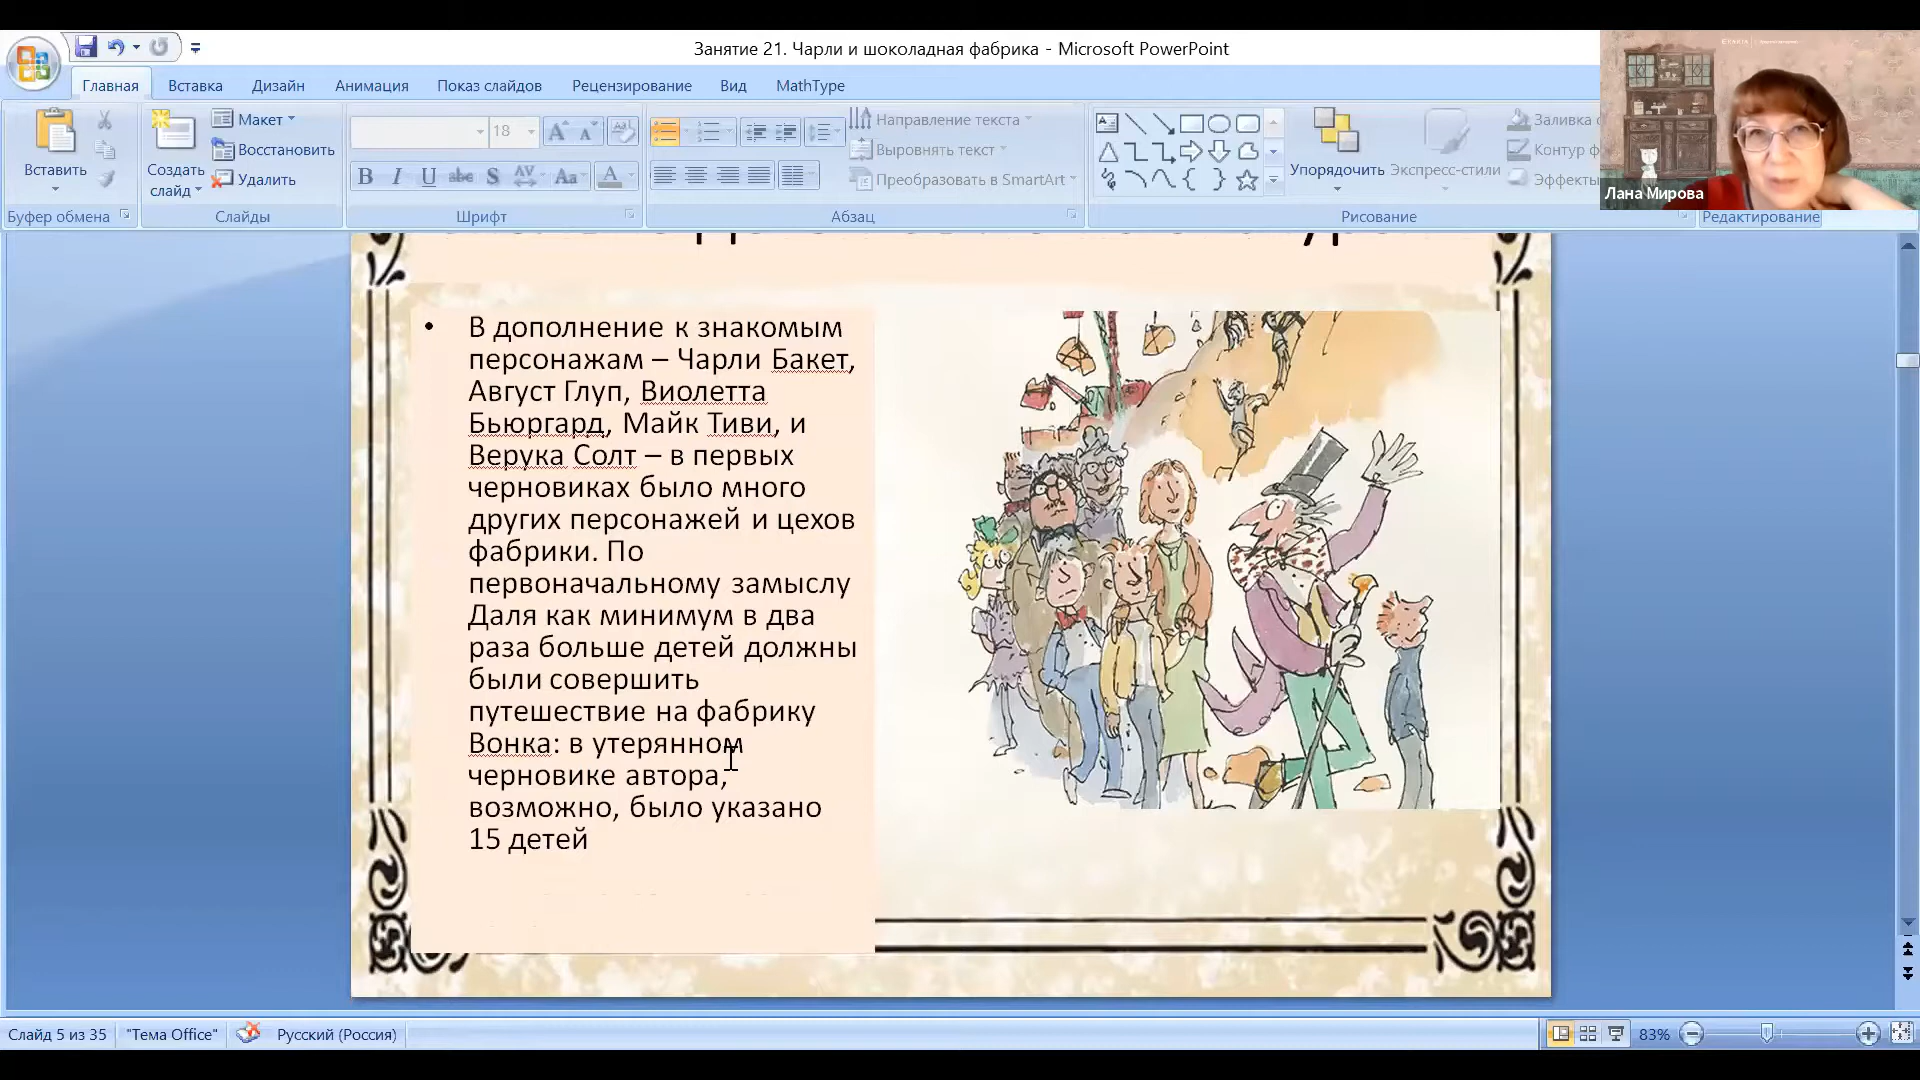 Занятие 21. Чарли и шоколадная фабрика - Microsoft PowerPoint
Главная
Вставка
Дизайн
Анимация
Показ слайдов
Рецензирование
Вид
MathType
Вставить
Создать
слайд
Макет
Восстановить
Удалить
18
Направление текста
Выровнять текст
Преобразовать в SmartArt
Упорядочить
Экспресс-стили
Заливка
Контур ф
Эффекты
Буфер обмена
Слайды
Шрифт
Абзац
Рисование
Редактирование
Лана Мирова
• В дополнение к знакомым
персонажам – Чарли Бакет,
Август Глуп, Виолетта
Бьюргард, Майк Тиви, и
Верука Солт – в первых
черновиках было много
других персонажей и цехов
фабрики. По
первоначальному замыслу
Даля как минимум в два
раза больше детей должны
были совершить
путешествие на фабрику
Вонка: в утерянном
черновике автора,
возможно, было указано
15 детей
Слайд 5 из 35
"Тема Office"
Русский (Россия)
83%